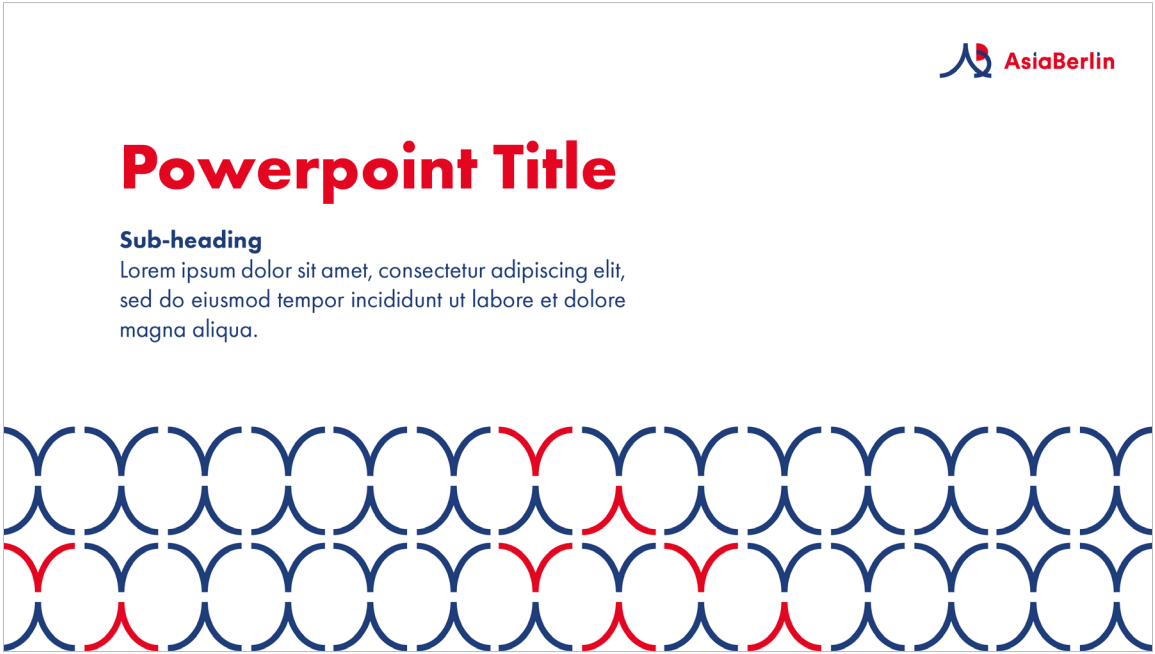 AsiaBerlin
Powerpoint Title
Sub-heading
Lorem ipsum dolor sit amet, consectetur adipiscing elit,
sed do eiusmod tempor incididunt ut labore et dolore
magna aliqua.